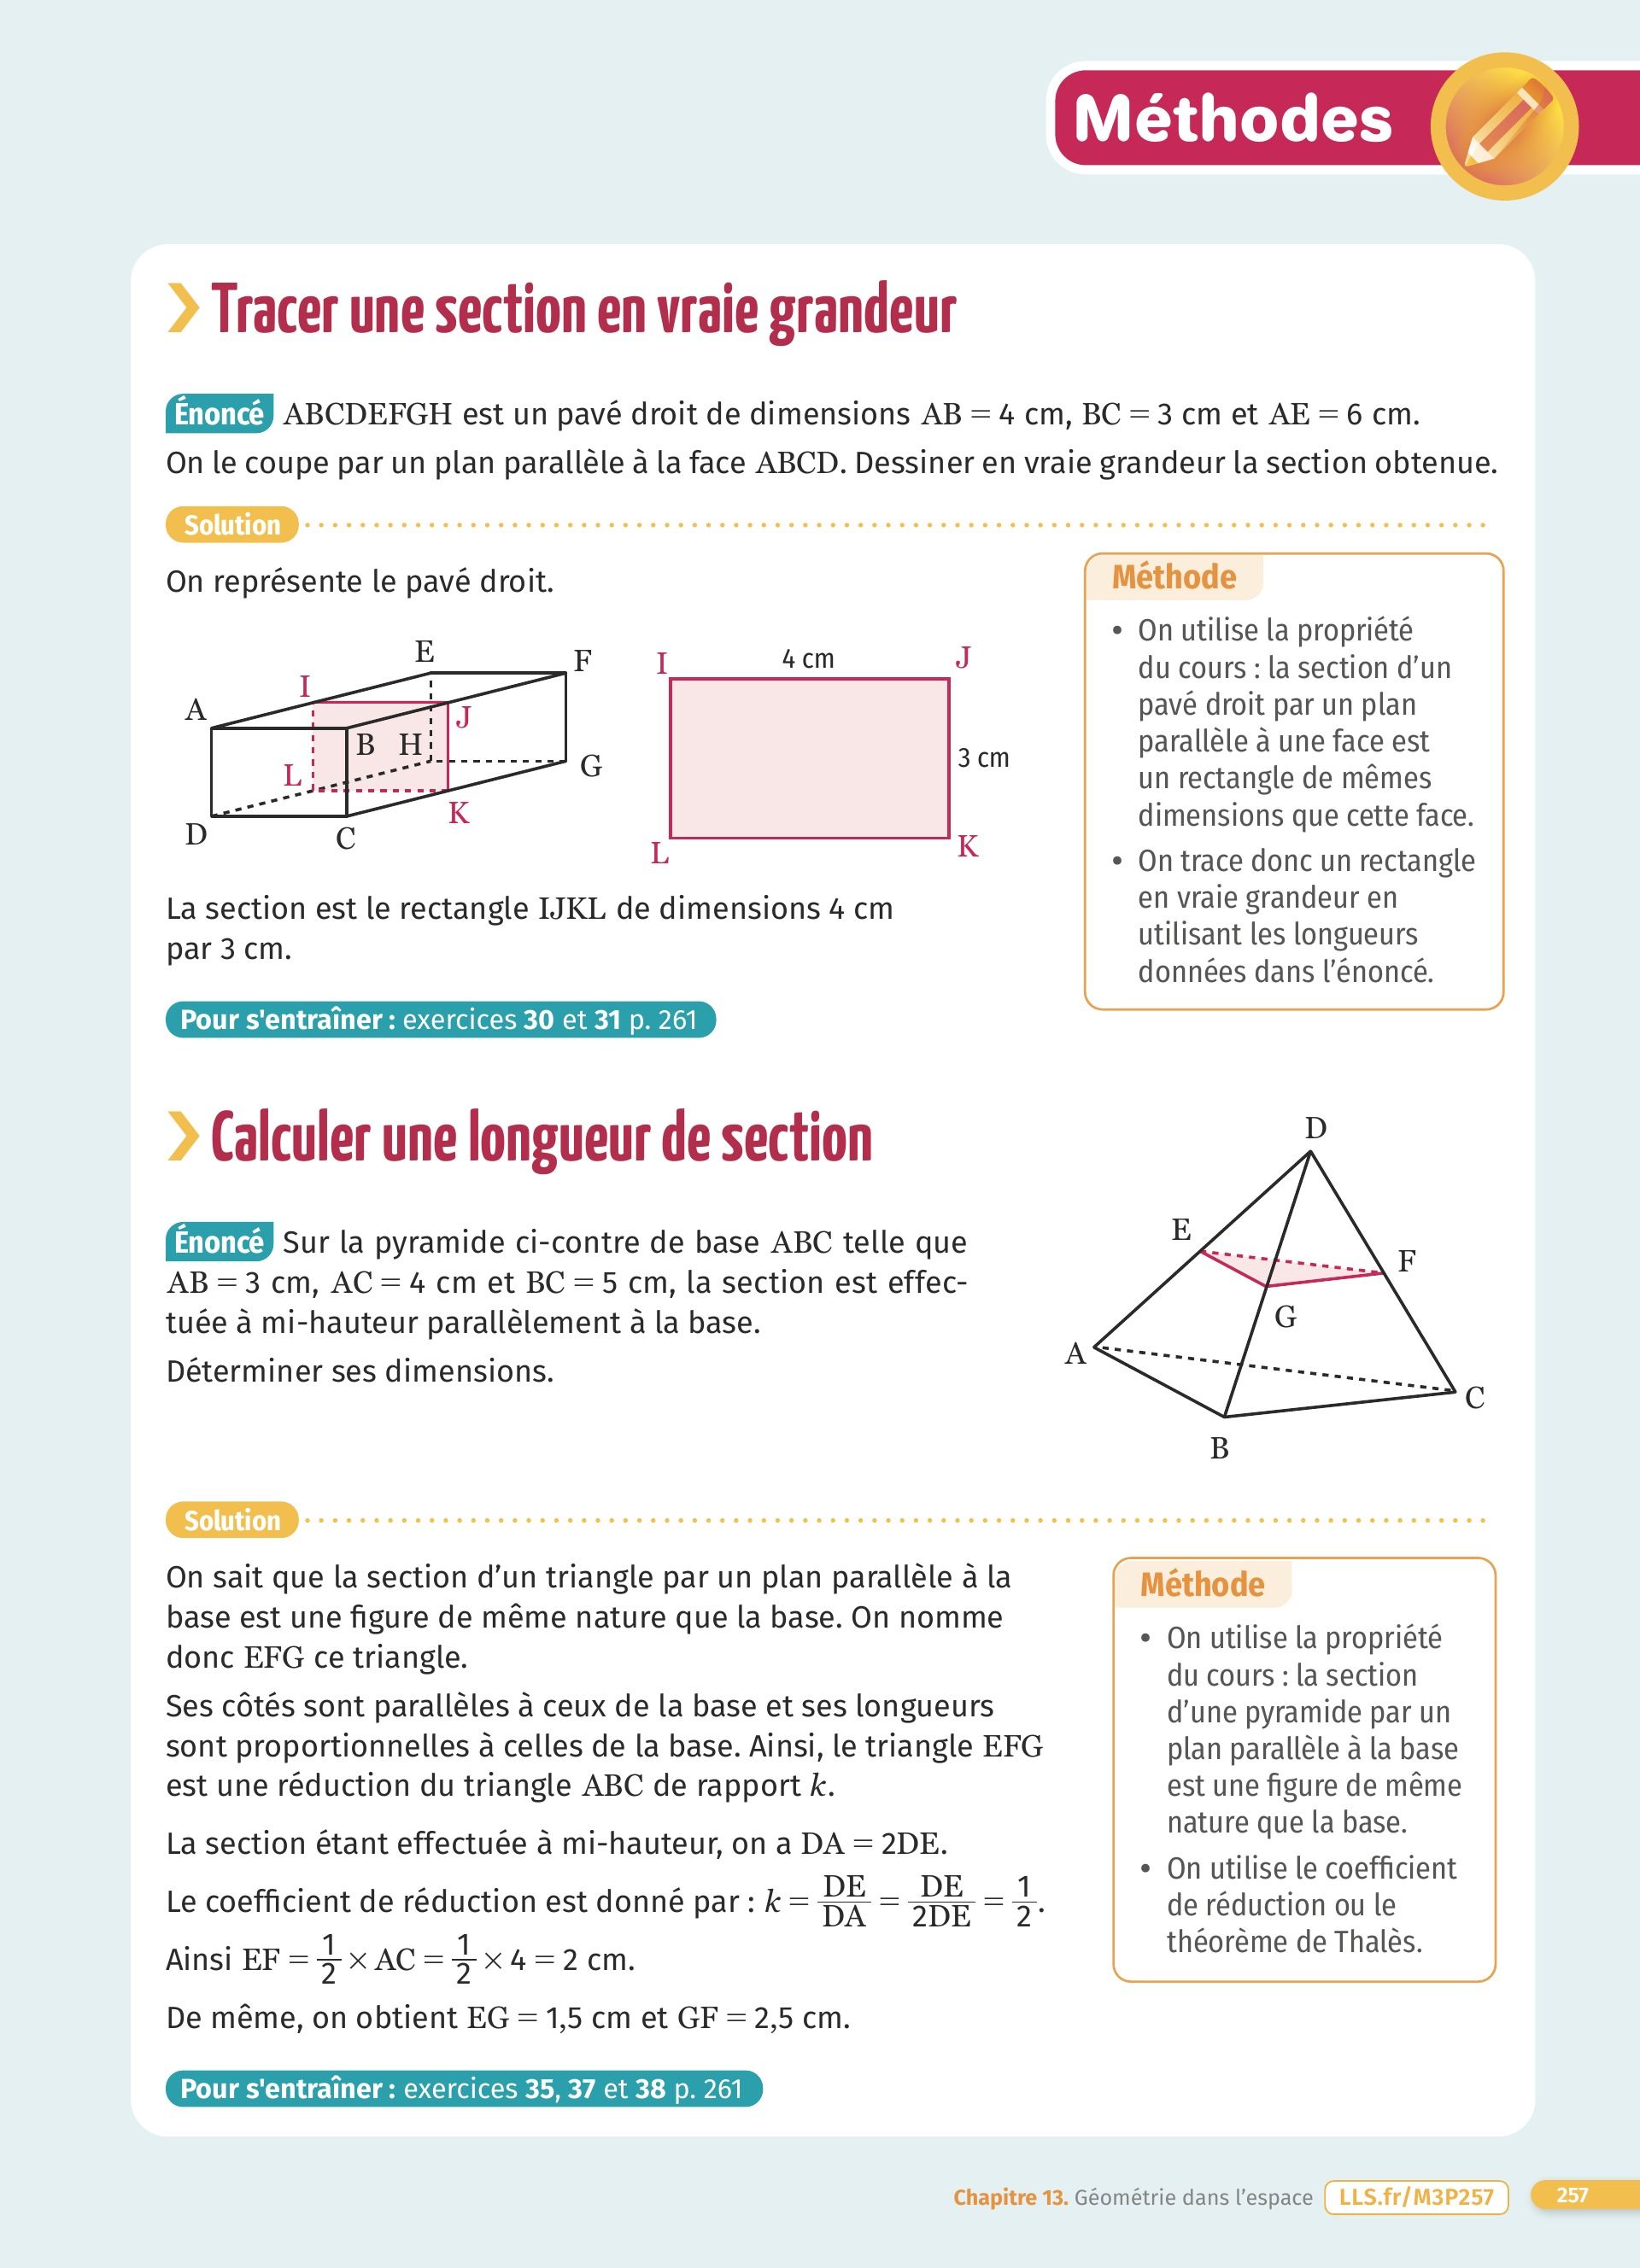 Méthodes
Tracer une section en vraie grandeur
Énoncé ABCDEFGH est un pavé droit de dimensions AB = 4 cm, BC = 3 cm et AE = 6 cm.
On le coupe par un plan parallèle à la face ABCD. Dessiner en vraie grandeur la section obtenue.
Solution
On représente le pavé droit.
E
F
I
A
J
B H
L
G
K
D
C
I
4 cm
J
3 cm
L
K
La section est le rectangle IJKL de dimensions 4 cm
par 3 cm.
Méthode
• On utilise la propriété
du cours : la section d’un
pavé droit par un plan
parallèle à une face est
un rectangle de mêmes
dimensions que cette face.
• On trace donc un rectangle
en vraie grandeur en
utilisant les longueurs
données dans l’énoncé.
Pour s'entraîner : exercices 30 et 31 p. 261
Calculer une longueur de section
Énoncé Sur la pyramide ci-contre de base ABC telle que
AB = 3 cm, AC = 4 cm et BC = 5 cm, la section est effec-
tuée à mi-hauteur parallèlement à la base.
Déterminer ses dimensions.
D
E
F
G
A
C
B
Solution
On sait que la section d’un triangle par un plan parallèle à la
base est une figure de même nature que la base. On nomme
donc EFG ce triangle.
Ses côtés sont parallèles à ceux de la base et ses longueurs
sont proportionnelles à celles de la base. Ainsi, le triangle EFG
est une réduction du triangle ABC de rapport k.
La section étant effectuée à mi-hauteur, on a DA = 2DE.
Le coefficient de réduction est donné par : k = DE/DA = DE/2DE = 1/2.
Ainsi EF = 1/2 × AC = 1/2 × 4 = 2 cm.
De même, on obtient EG = 1,5 cm et GF = 2,5 cm.
Méthode
• On utilise la propriété
du cours : la section
d’une pyramide par un
plan parallèle à la base
est une figure de même
nature que la base.
• On utilise le coefficient
de réduction ou le
théorème de Thalès.
Pour s'entraîner : exercices 35, 37 et 38 p. 261
Chapitre 13. Géométrie dans l’espace LLS.fr/M3P257 257